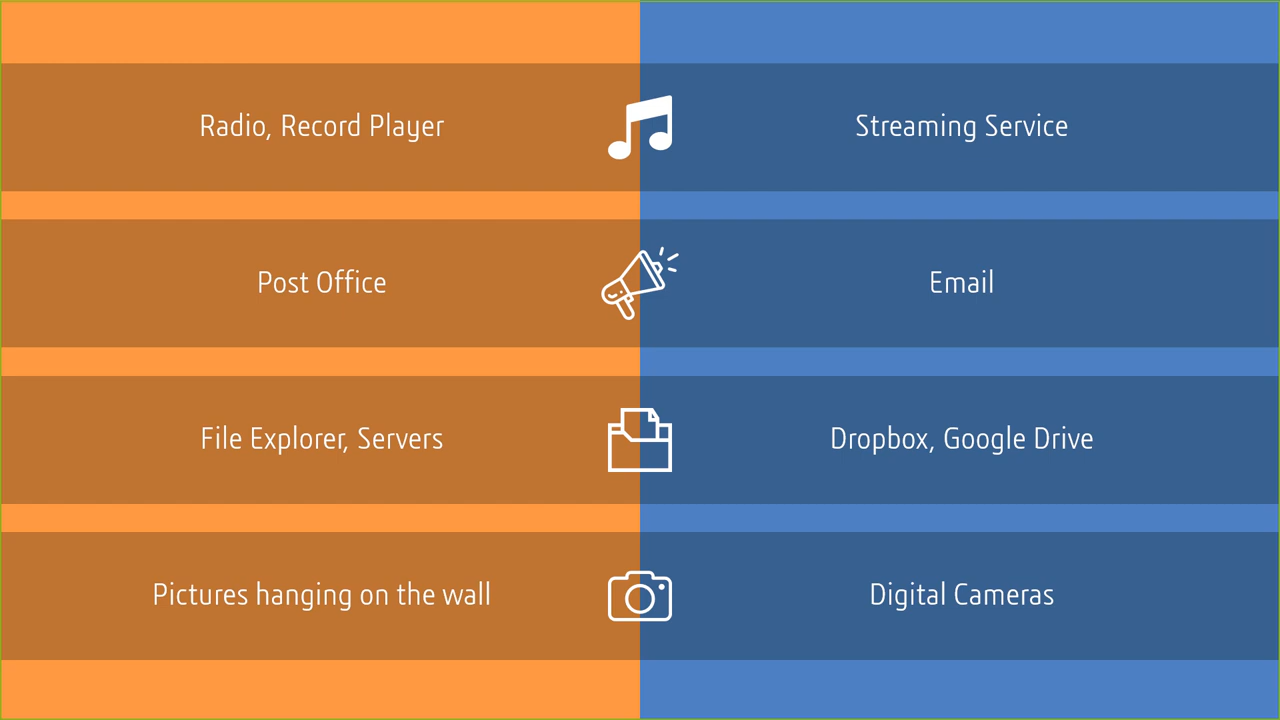 Radio, Record Player
Streaming Service
Post Office
Email
File Explorer, Servers
Dropbox, Google Drive
Pictures hanging on the wall
Digital Cameras